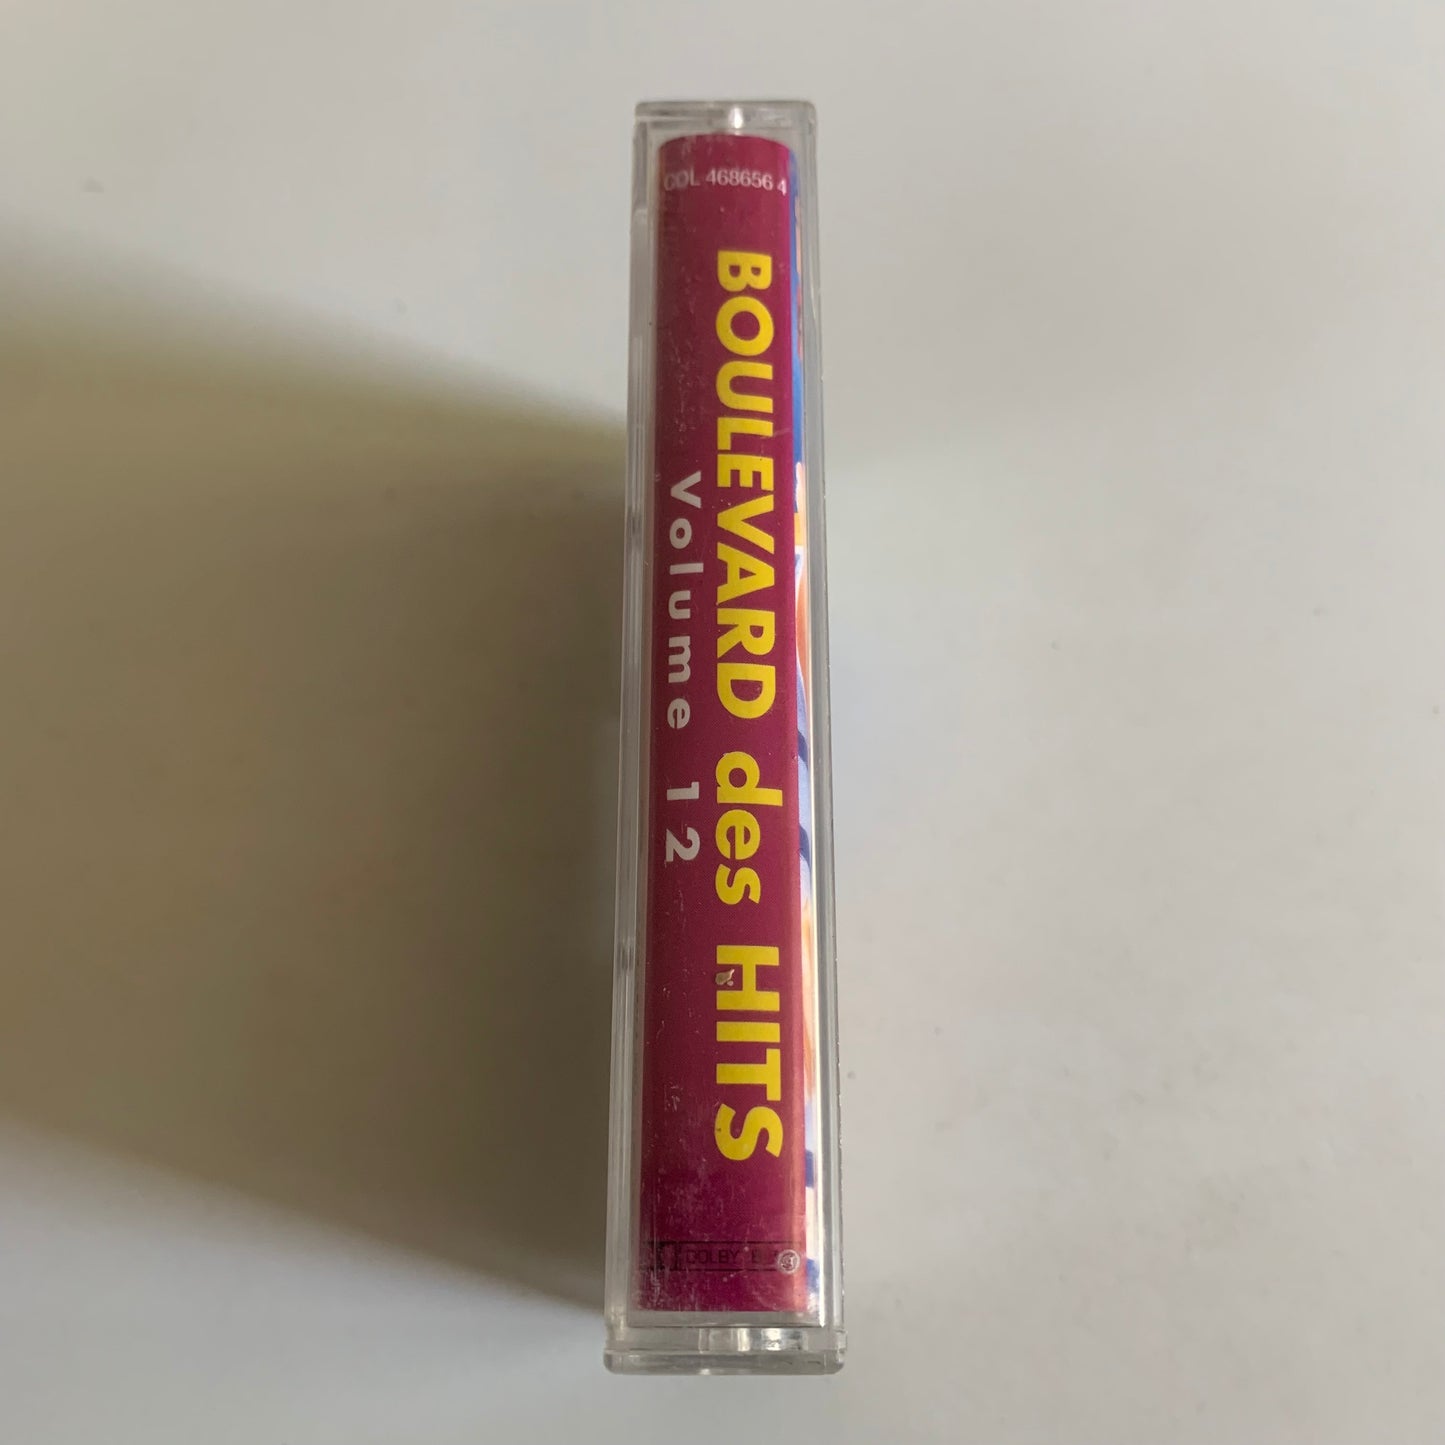 COL 468656 4
BOULEVARD des HITS
Volume 12
DOLBY B